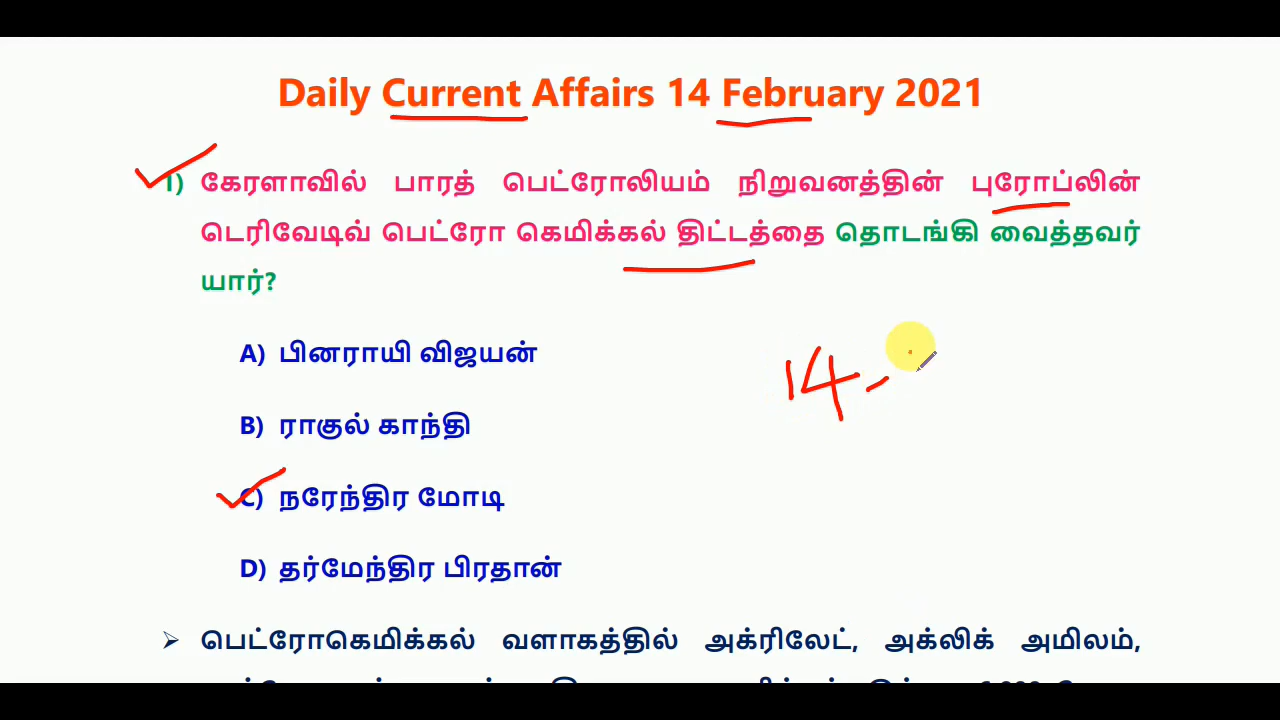 Daily Current Affairs 14 February 2021
1) கேரளாவில் பாரத் பெட்ரோலியம் நிறுவனத்தின் புரோப்லின்
டெரிவேடிவ் பெட்ரோ கெமிக்கல் திட்டத்தை தொடங்கி வைத்தவர்
யார்?
A) பினராயி விஜயன்
14 -
B) ராகுல் காந்தி
C) நரேந்திர மோடி
D) தர்மேந்திர பிரதான்
➢ பெட்ரோகெமிக்கல் வளாகத்தில் அக்ரிலேட், அக்லிக் அமிலம்,